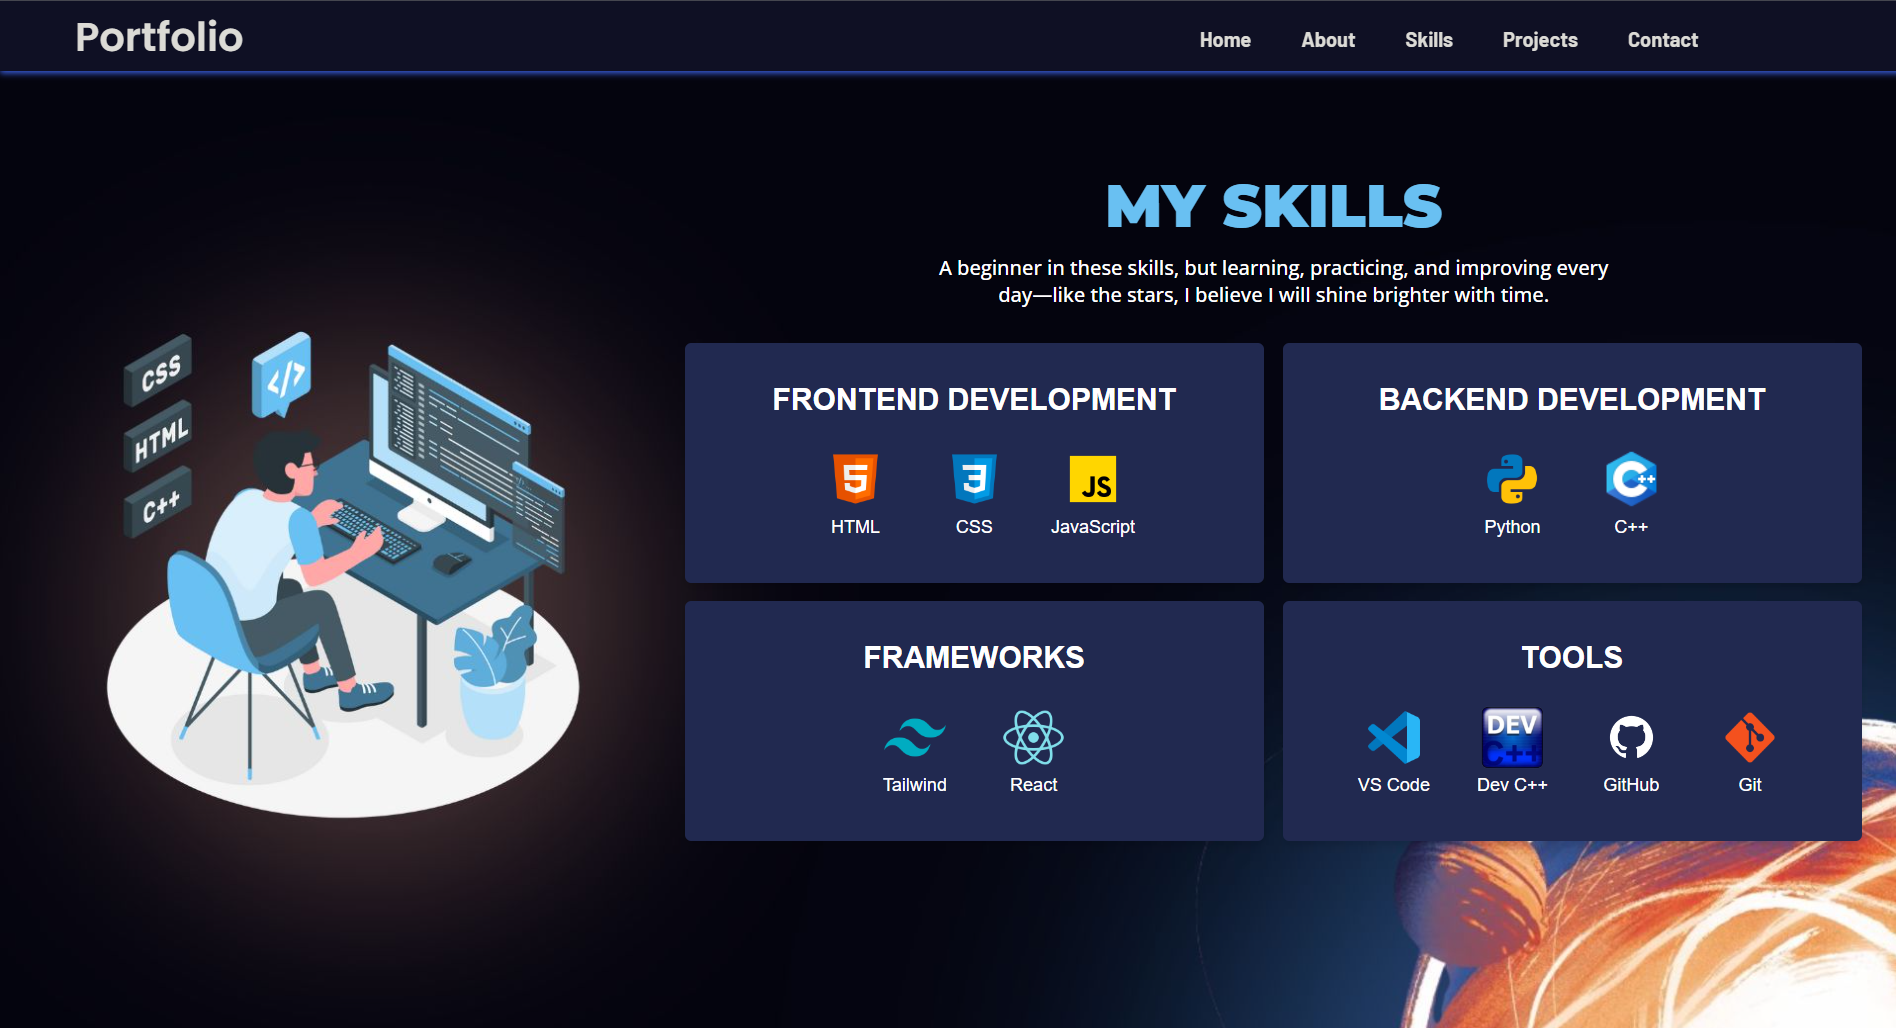 Portfolio
Home About Skills Projects Contact
MY SKILLS
A beginner in these skills, but learning, practicing, and improving every
day—like the stars, I believe I will shine brighter with time.
CSS
</>
HTML
C++
FRONTEND DEVELOPMENT
5
3
JS
HTML CSS JavaScript
BACKEND DEVELOPMENT
C++
Python C++
FRAMEWORKS
Tailwind React
TOOLS
DEV
C++
VS Code Dev C++ GitHub Git